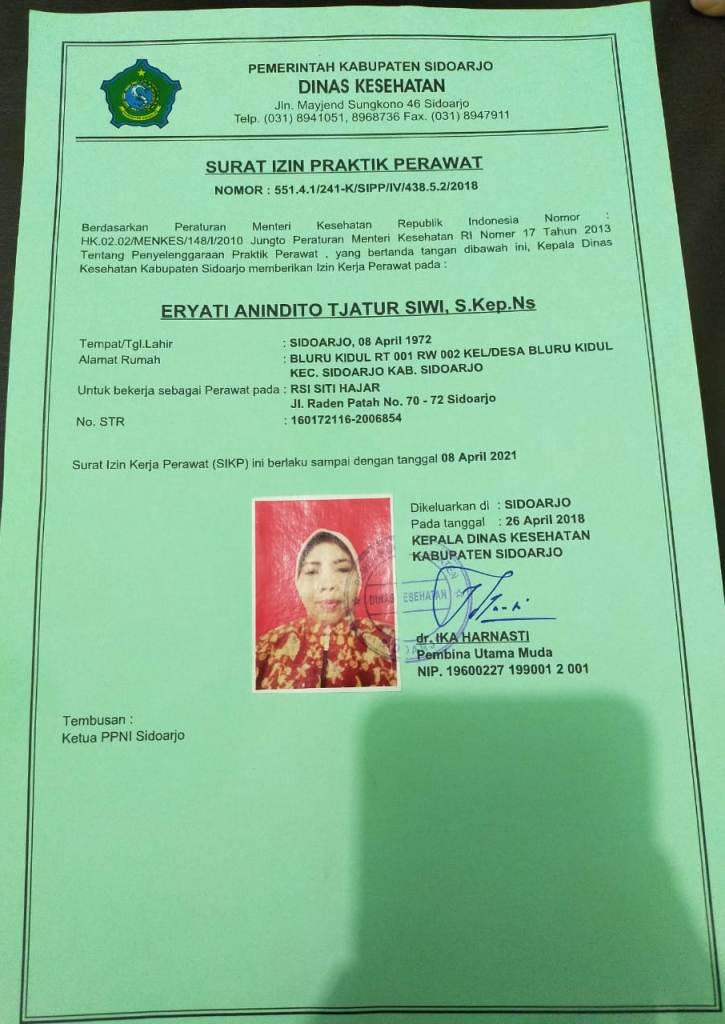 PEMERINTAH KABUPATEN SIDOARJO
DINAS KESEHATAN
Jln. Mayjend Sungkono 46 Sidoarjo
Telp. (031) 8941051, 8968736 Fax. (031) 8947911
SURAT IZIN PRAKTIK PERAWAT
NOMOR : 551.4.1/241-K/SIPP/IV/438.5.2/2018
Berdasarkan Peraturan Menteri Kesehatan Republik Indonesia Nomor :
HK.02.02/MENKES/148/I/2010 Jungto Peraturan Menteri Kesehatan RI Nomer 17 Tahun 2013
Tentang Penyelenggaraan Praktik Perawat , yang bertanda tangan dibawah ini, Kepala Dinas
Kesehatan Kabupaten Sidoarjo memberikan Izin Kerja Perawat pada :
ERYATI ANINDITO TJATUR SIWI, S.Kep.Ns
Tempat/Tgl.Lahir : SIDOARJO, 08 April 1972
Alamat Rumah : BLURU KIDUL RT 001 RW 002 KEL/DESA BLURU KIDUL
KEC. SIDOARJO KAB. SIDOARJO
Untuk bekerja sebagai Perawat pada : RSI SITI HAJAR
Jl. Raden Patah No. 70 - 72 Sidoarjo
No. STR : 160172116-2006854
Surat Izin Kerja Perawat (SIKP) ini berlaku sampai dengan tanggal 08 April 2021
Dikeluarkan di : SIDOARJO
Pada tanggal : 26 April 2018
KEPALA DINAS KESEHATAN
KABUPATEN SIDOARJO
DINAS KESEHATAN
dr. IKA HARNASTI
Pembina Utama Muda
NIP. 19600227 199001 2 001
Tembusan :
Ketua PPNI Sidoarjo